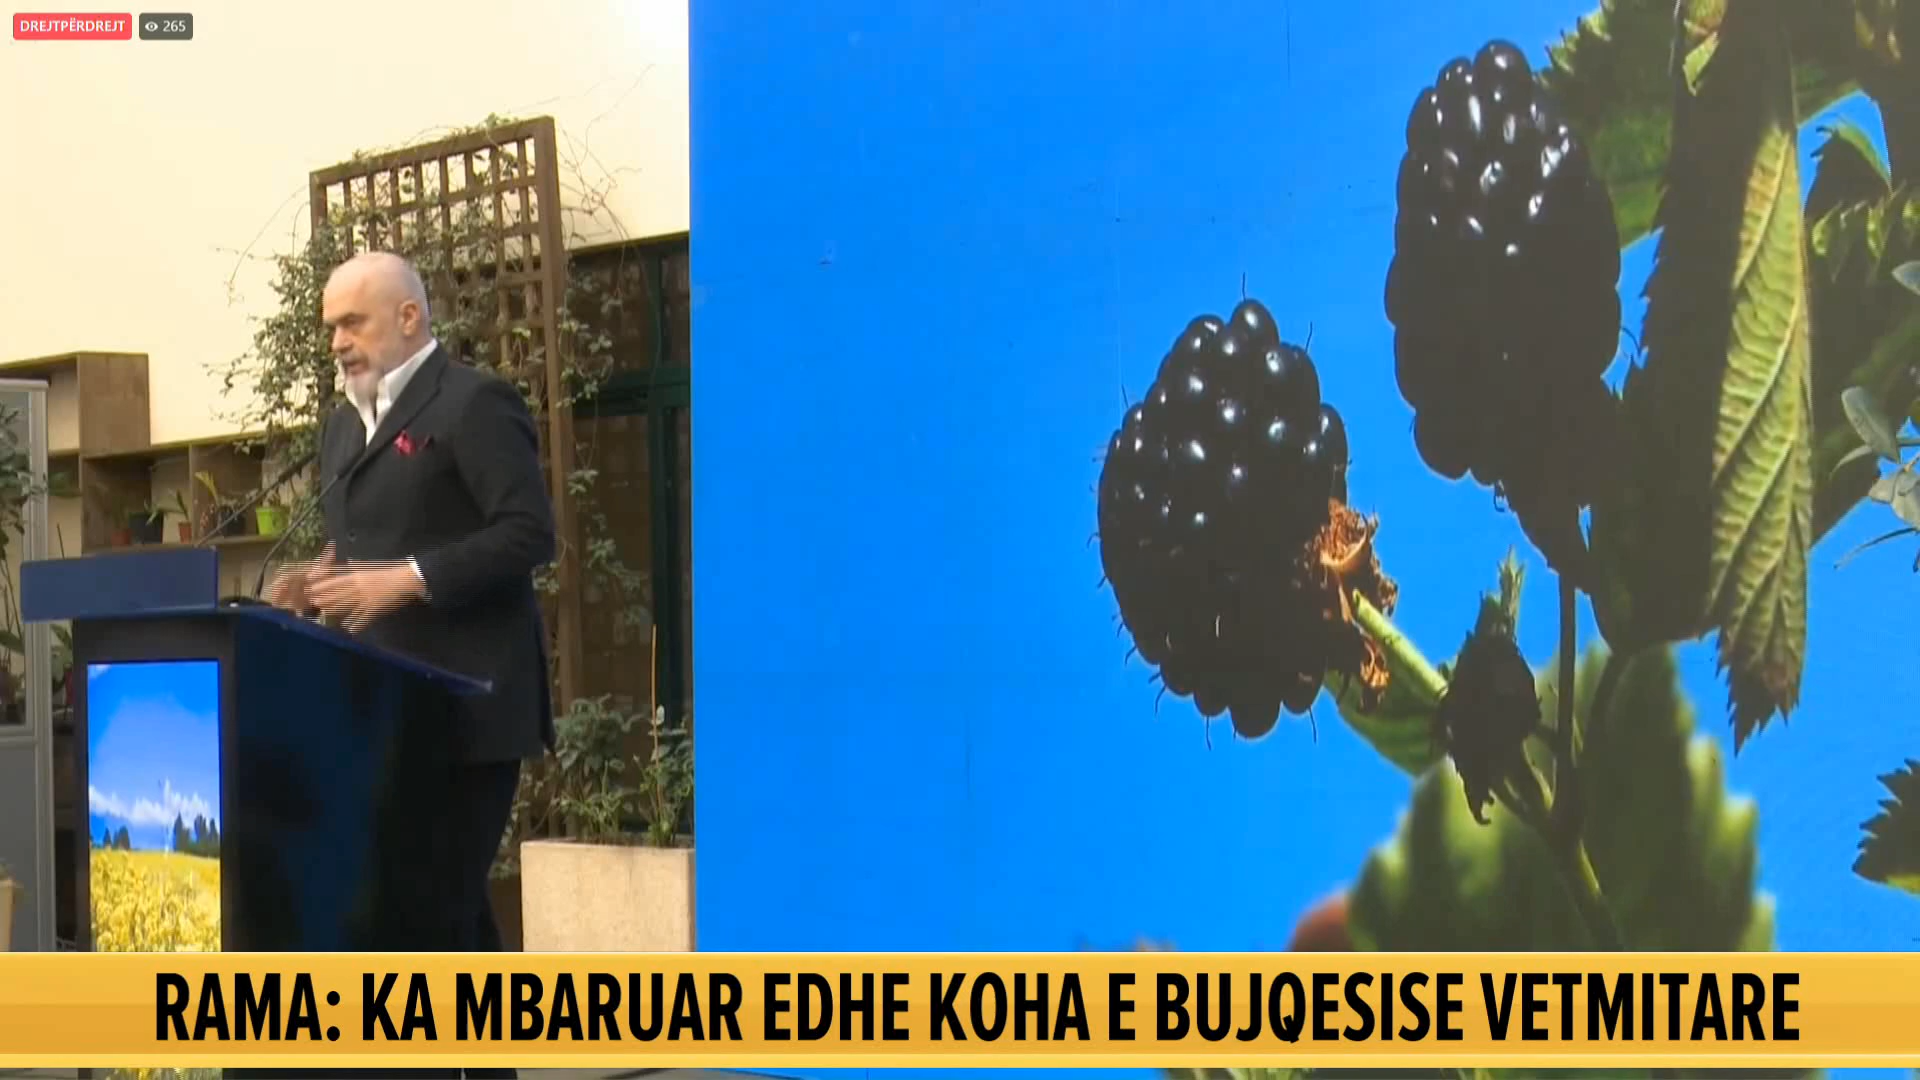 DREJTPËRDREJT 265
RAMA: KA MBARUAR EDHE KOHA E BUJQESISE VETMITARE